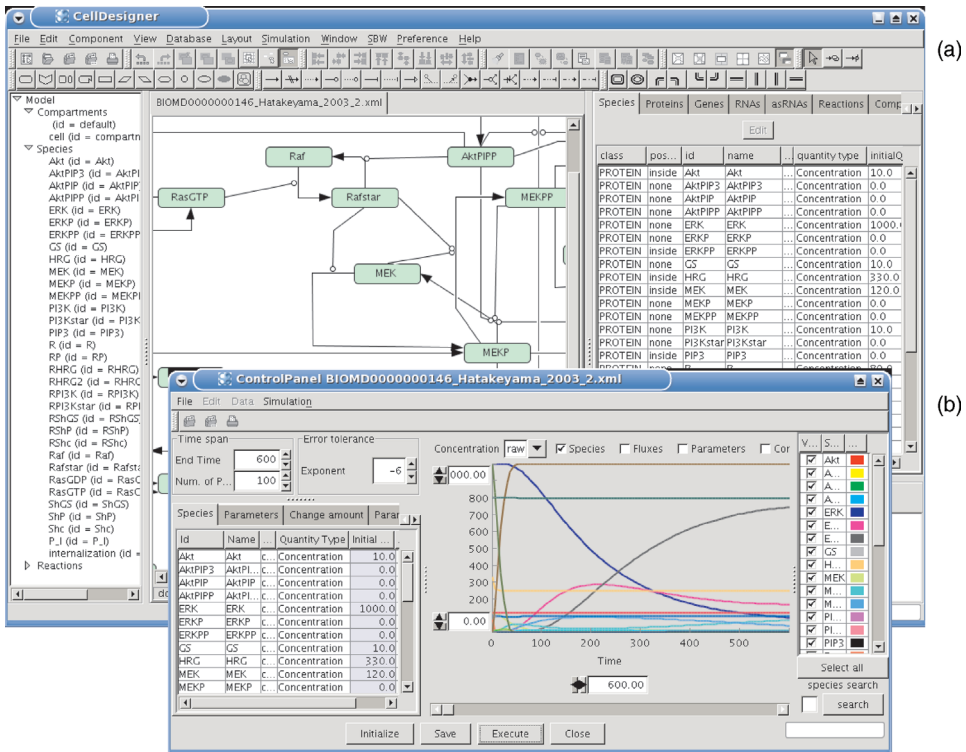 CellDesigner
(a)
File Edit Component View Database Layout Simulation Window SBW Preference Help
Model
Compartments
(id = default)
cell (id = compartn
Species
Akt (id = Akt)
AktPIP3 (id = AktPIP3
AktPIP (id = AktPIP)
AktPIPP (id = AktPI
ERK (id = ERK)
ERKP (id = ERKP)
ERKPP (id = ERKPP
GS (id = GS)
HRG (id = HRG)
MEK (id = MEK)
MEKP (id = MEKP)
MEKPP (id = MEKPI
PI3K (id = PI3K)
PI3Kstar (id = PI3K
PIP3 (id = PIP3)
R (id = R)
RP (id = RP)
RHRG (id = RHRG)
RHRG2 (id = RHRG
RPI3K (id = RPI3K)
RPI3Kstar (id = RPI
RShGS (id = RShGS)
RShP (id = RShP)
RShc (id = RShc)
Raf (id = Raf)
Rafstar (id = Rafsta
RasGDP (id = RasG
RasGTP (id = RasC
ShGS (id = ShGS)
ShP (id = ShP)
Shc (id = Shc)
P_I (id = P_I)
internalization (id =
Reactions
BIOMD0000000146_Hatakeyama_2003_2.xml
Raf
AktPIPP
RasGTP
Rafstar
MEKPP
MEK
MEKP
Species Proteins Genes RNAs asRNAs Reactions Comp
Edit
class pos... id name ... quantity type initialQ
PROTEIN inside Akt Akt ... Concentration 10.0
PROTEIN none AktPIP3 AktPIP3 ... Concentration 0.0
PROTEIN none AktPIP AktPIP ... Concentration 0.0
PROTEIN none AktPIPP AktPIPP ... Concentration 0.0
PROTEIN none ERK ERK ... Concentration 1000.
PROTEIN none ERKP ERKP ... Concentration 0.0
PROTEIN inside ERKPP ERKPP ... Concentration 0.0
PROTEIN none GS GS ... Concentration 10.0
PROTEIN inside HRG HRG ... Concentration 330.0
PROTEIN inside MEK MEK ... Concentration 120.0
PROTEIN none MEKP MEKP ... Concentration 0.0
PROTEIN none MEKPP MEKPP ... Concentration 0.0
PROTEIN none PI3K PI3K ... Concentration 10.0
PROTEIN none PI3Kstar PI3Kstar ... Concentration 0.0
PROTEIN inside PIP3 PIP3 ... Concentration 0.0
ControlPanel BIOMD0000000146_Hatakeyama_2003_2.xml
(b)
File Edit Data Simulation
Time span
End Time 600
Num. of P... 100
Error tolerance
Exponent -6
Species Parameters Change amount Para
Id Name ... Quantity Type Initial ...
Akt Akt c... Concentration 10.0
AktPIP3 AktPI... c... Concentration 0.0
AktPIP AktPIP c... Concentration 0.0
AktPIPP AktPIPP c... Concentration 0.0
ERK ERK c... Concentration 1000.0
ERKP ERKP c... Concentration 0.0
ERKPP ERKPP c... Concentration 0.0
GS GS c... Concentration 10.0
HRG HRG c... Concentration 330.0
MEK MEK c... Concentration 120.0
MEKP MEKP c... Concentration 0.0
Concentration raw Species Fluxes Parameters Cor
000.00
800
700
600
500
400
300
200
0.00
0 100 200 300 400 500
Time
600.00
V... S... ...
Akt
A...
A...
A...
ERK
E...
E...
GS
H...
MEK
M...
M...
PI...
PI...
PIP3
Select all
species search
search
Initialize Save Execute Close